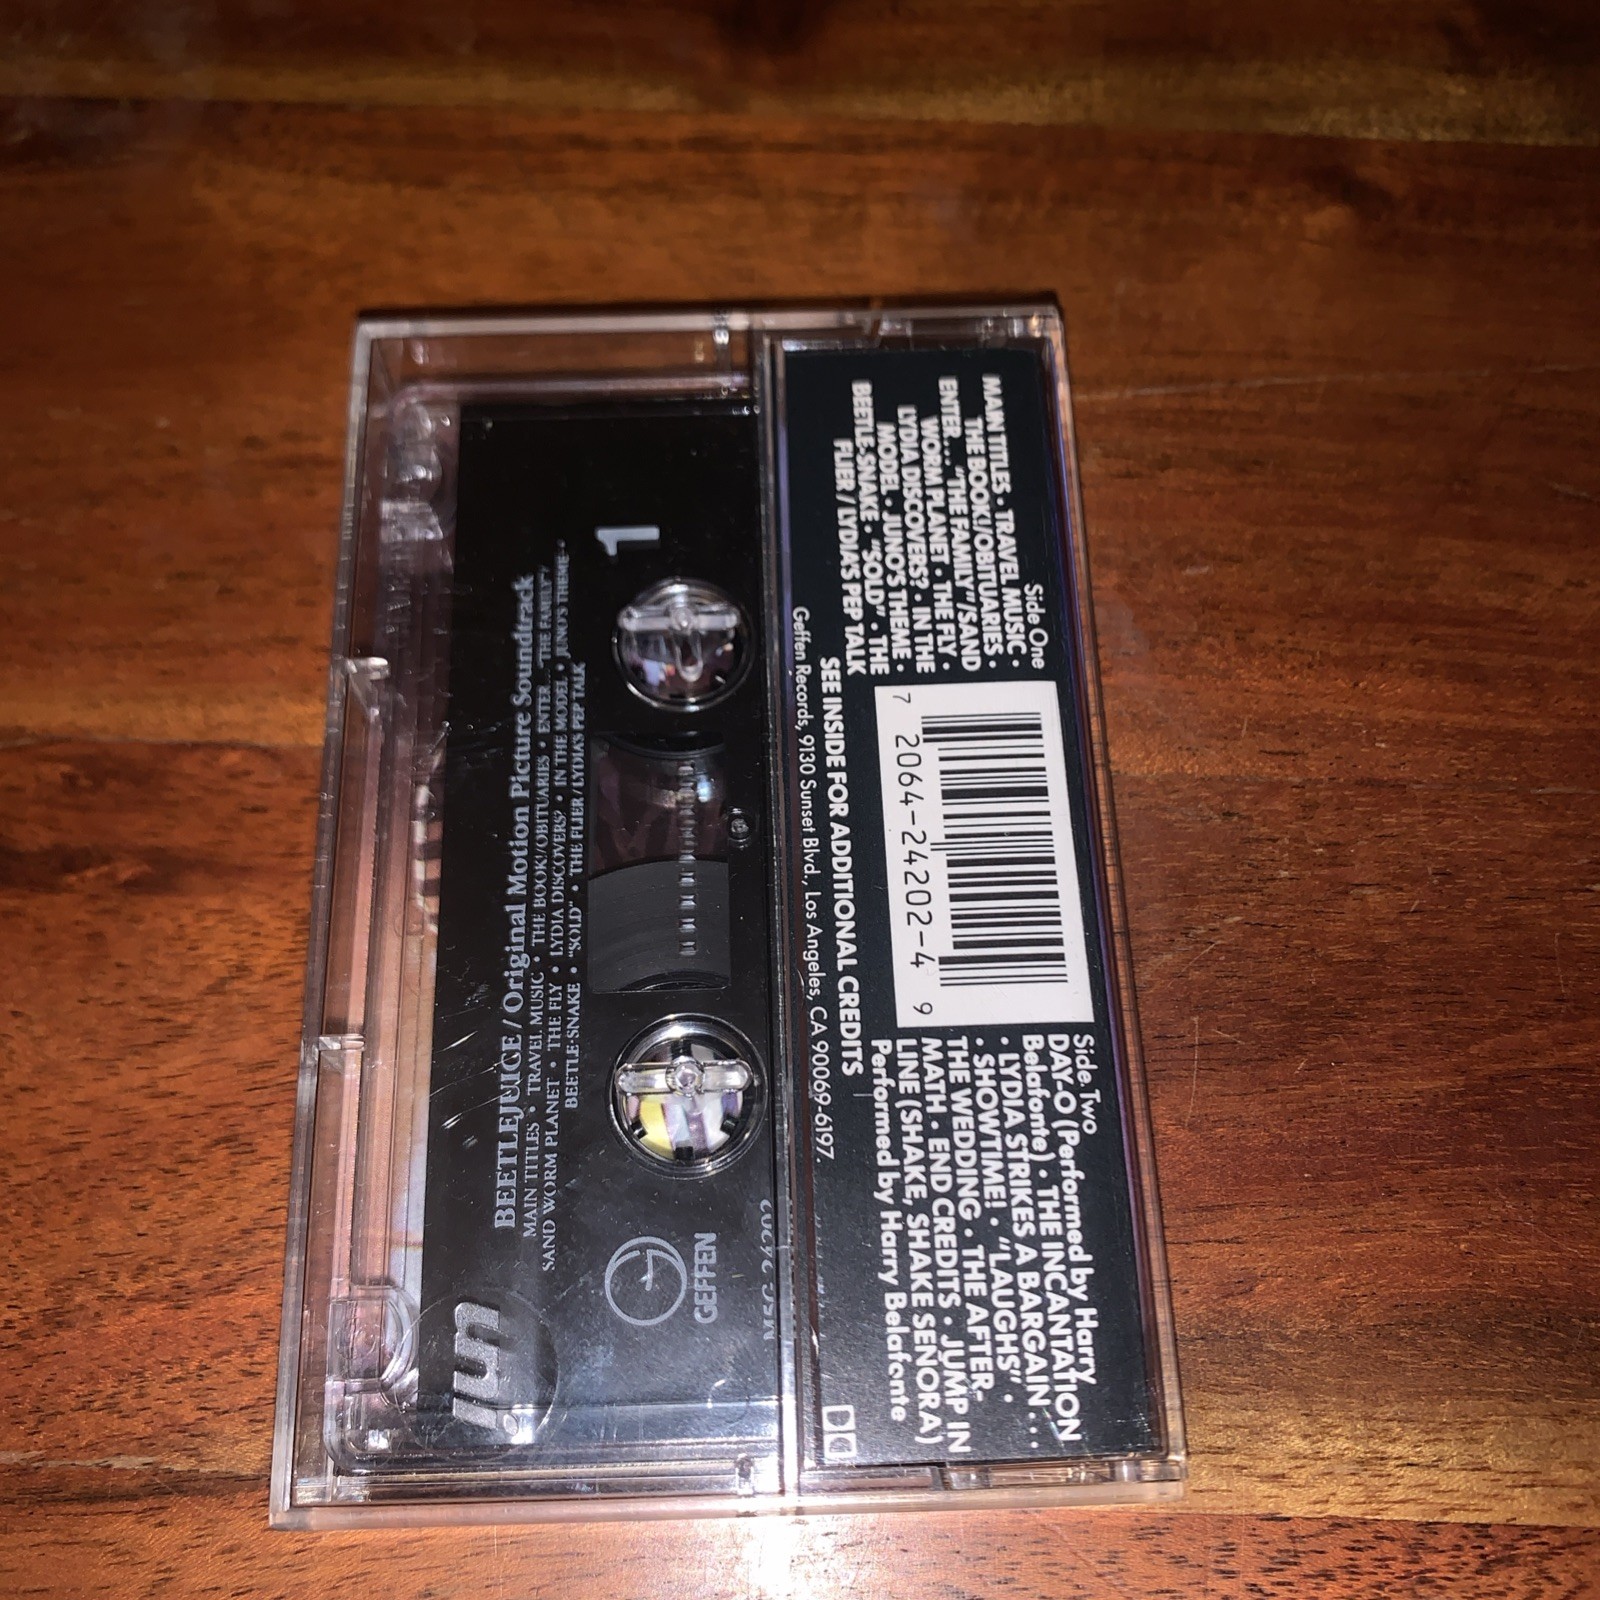 Side One
MAIN TITLES • TRAVEL MUSIC •
THE BOOK!/OBITUARIES •
ENTER... "THE FAMILY"/SAND
WORM PLANET • THE FLY •
LYDIA DISCOVERS? • IN THE
MODEL • JUNO'S THEME •
BEETLE-SNAKE • "SOLD" • THE
FLIER / LYDIA'S PEP TALK
7 20642-42024 9
Side Two
DAY-O (Performed by Harry
Belafonte) • THE INCANTATION
• LYDIA STRIKES A BARGAIN...
• SHOWTIME! • "LAUGHS" •
THE WEDDING • THE AFTER-
MATH • END CREDITS • JUMP IN
LINE (SHAKE, SHAKE SENORA)
Performed by Harry Belafonte
SEE INSIDE FOR ADDITIONAL CREDITS
Geffen Records, 9130 Sunset Blvd., Los Angeles, CA 90069-6197.
1
GEFFEN
BEETLEJUICE / Original Motion Picture Soundtrack
MAIN TITLES • TRAVEL MUSIC • THE BOOK!/OBITUARIES • ENTER..."THE FAMILY"/
SAND WORM PLANET • THE FLY • LYDIA DISCOVERS? • IN THE MODEL • JUNO'S THEME •
BEETLE-SNAKE • "SOLD" • THE FLIER / LYDIA'S PEP TALK